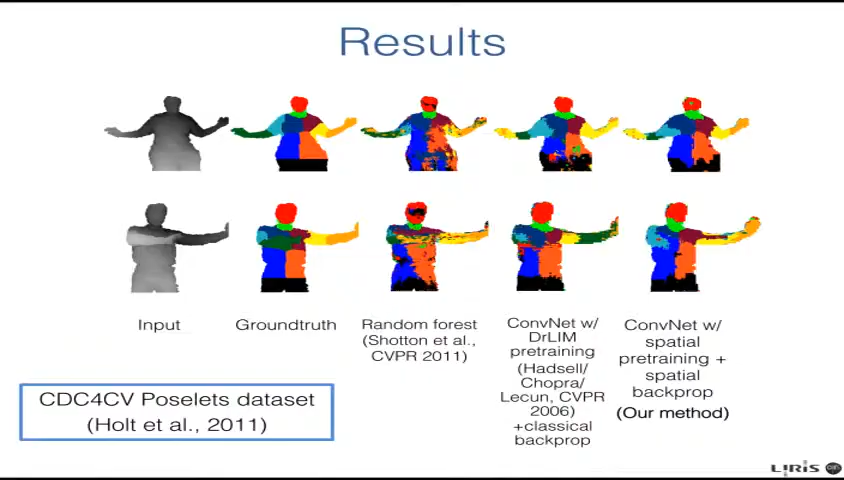 Results
Input
Groundtruth
Random forest
(Shotton et al.,
CVPR 2011)
ConvNet w/
DrLIM
pretraining
(Hadsell/
Chopra/
Lecun, CVPR
2006)
+classical
backprop
ConvNet w/
spatial
pretraining +
spatial
backprop
(Our method)
CDC4CV Poselets dataset
(Holt et al., 2011)
LIRIS